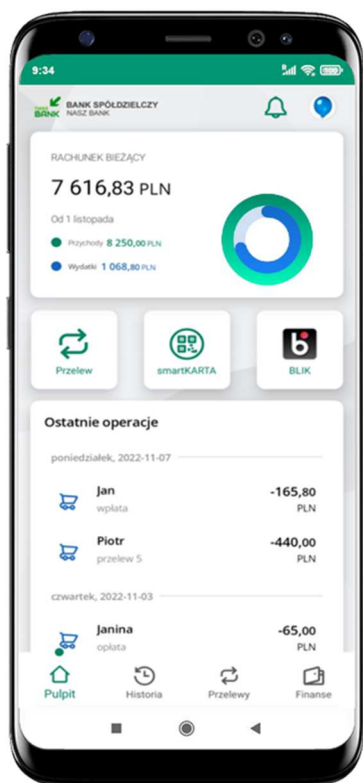 9:34
NASZ BANK
BANK SPÓŁDZIELCZY
NASZ BANK
RACHUNEK BIEŻĄCY
7 616,83 PLN
Od 1 listopada
Przychody 8 250,00 PLN
Wydatki 1 068,80 PLN
Przelew
smartKARTA
BLIK
Ostatnie operacje
poniedziałek, 2022-11-07
Jan -165,80
wpłata PLN
Piotr -440,00
przelew 5 PLN
czwartek, 2022-11-03
Janina -65,00
opłata PLN
Pulpit Historia Przelewy Finanse